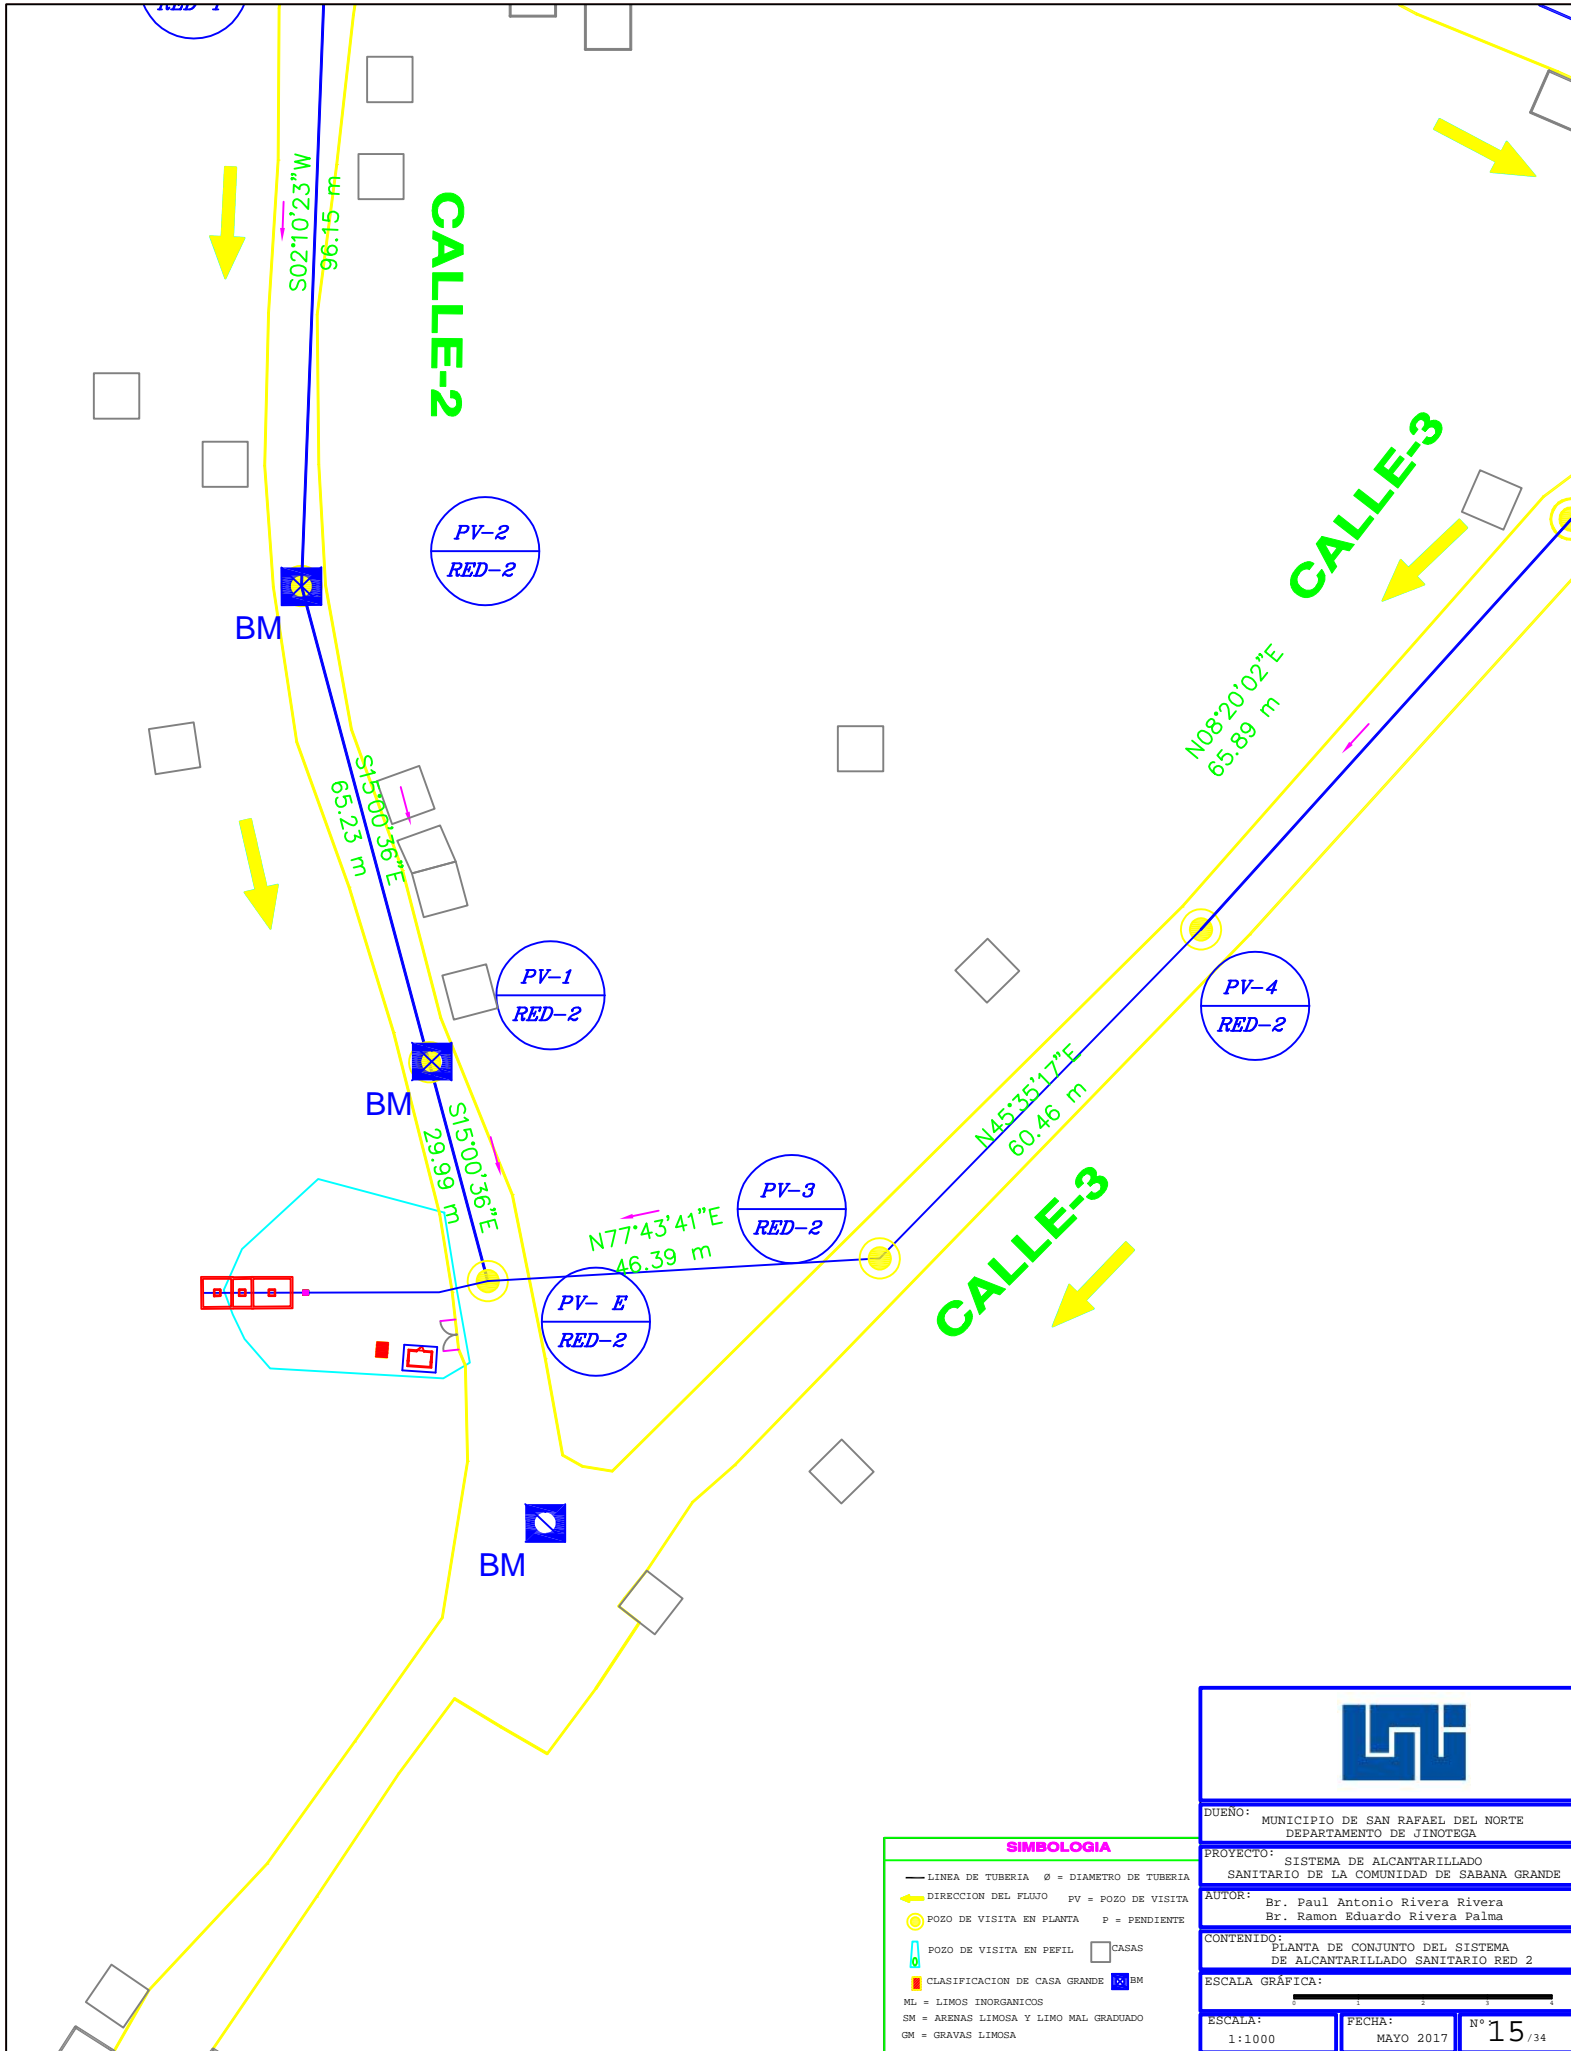 RED-1
S02°10'23"W
96.15 m
CALLE-2
PV-2
RED-2
BM
CALLE-3
N08°20'02"E
65.89 m
S15°00'36"E
65.23 m
PV-1
RED-2
BM
PV-4
RED-2
N45°35'17"E
60.46 m
S15°00'36"E
29.99 m
PV-3
RED-2
N77°43'41"E
46.39 m
CALLE-3
PV- E
RED-2
BM
SIMBOLOGIA
LINEA DE TUBERIA Ø = DIAMETRO DE TUBERIA
DIRECCION DEL FLUJO PV = POZO DE VISITA
POZO DE VISITA EN PLANTA P = PENDIENTE
POZO DE VISITA EN PEFIL CASAS
CLASIFICACION DE CASA GRANDE BM
ML = LIMOS INORGANICOS
SM = ARENAS LIMOSA Y LIMO MAL GRADUADO
GM = GRAVAS LIMOSA
uni
DUEÑO:
MUNICIPIO DE SAN RAFAEL DEL NORTE
DEPARTAMENTO DE JINOTEGA
PROYECTO:
SISTEMA DE ALCANTARILLADO
SANITARIO DE LA COMUNIDAD DE SABANA GRANDE
AUTOR:
Br. Paul Antonio Rivera Rivera
Br. Ramon Eduardo Rivera Palma
CONTENIDO:
PLANTA DE CONJUNTO DEL SISTEMA
DE ALCANTARILLADO SANITARIO RED 2
ESCALA GRÁFICA:
0 1 2 3 4
ESCALA:
1:1000
FECHA:
MAYO 2017
N°:
15/34